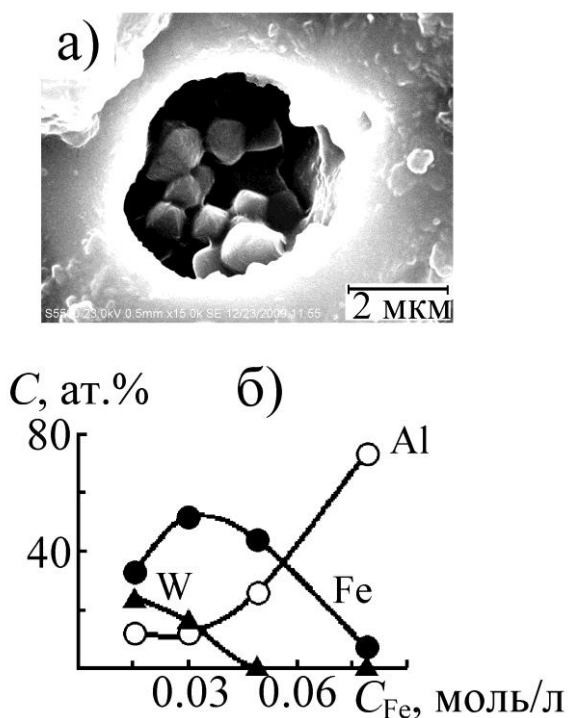 а)
2 мкм
S5500 23.0kV 0.5mm x15.0k SE 12/23/2009 11:55
C, ат.% б)
80
40
Al
W
Fe
0.03 0.06 C_Fe, моль/л